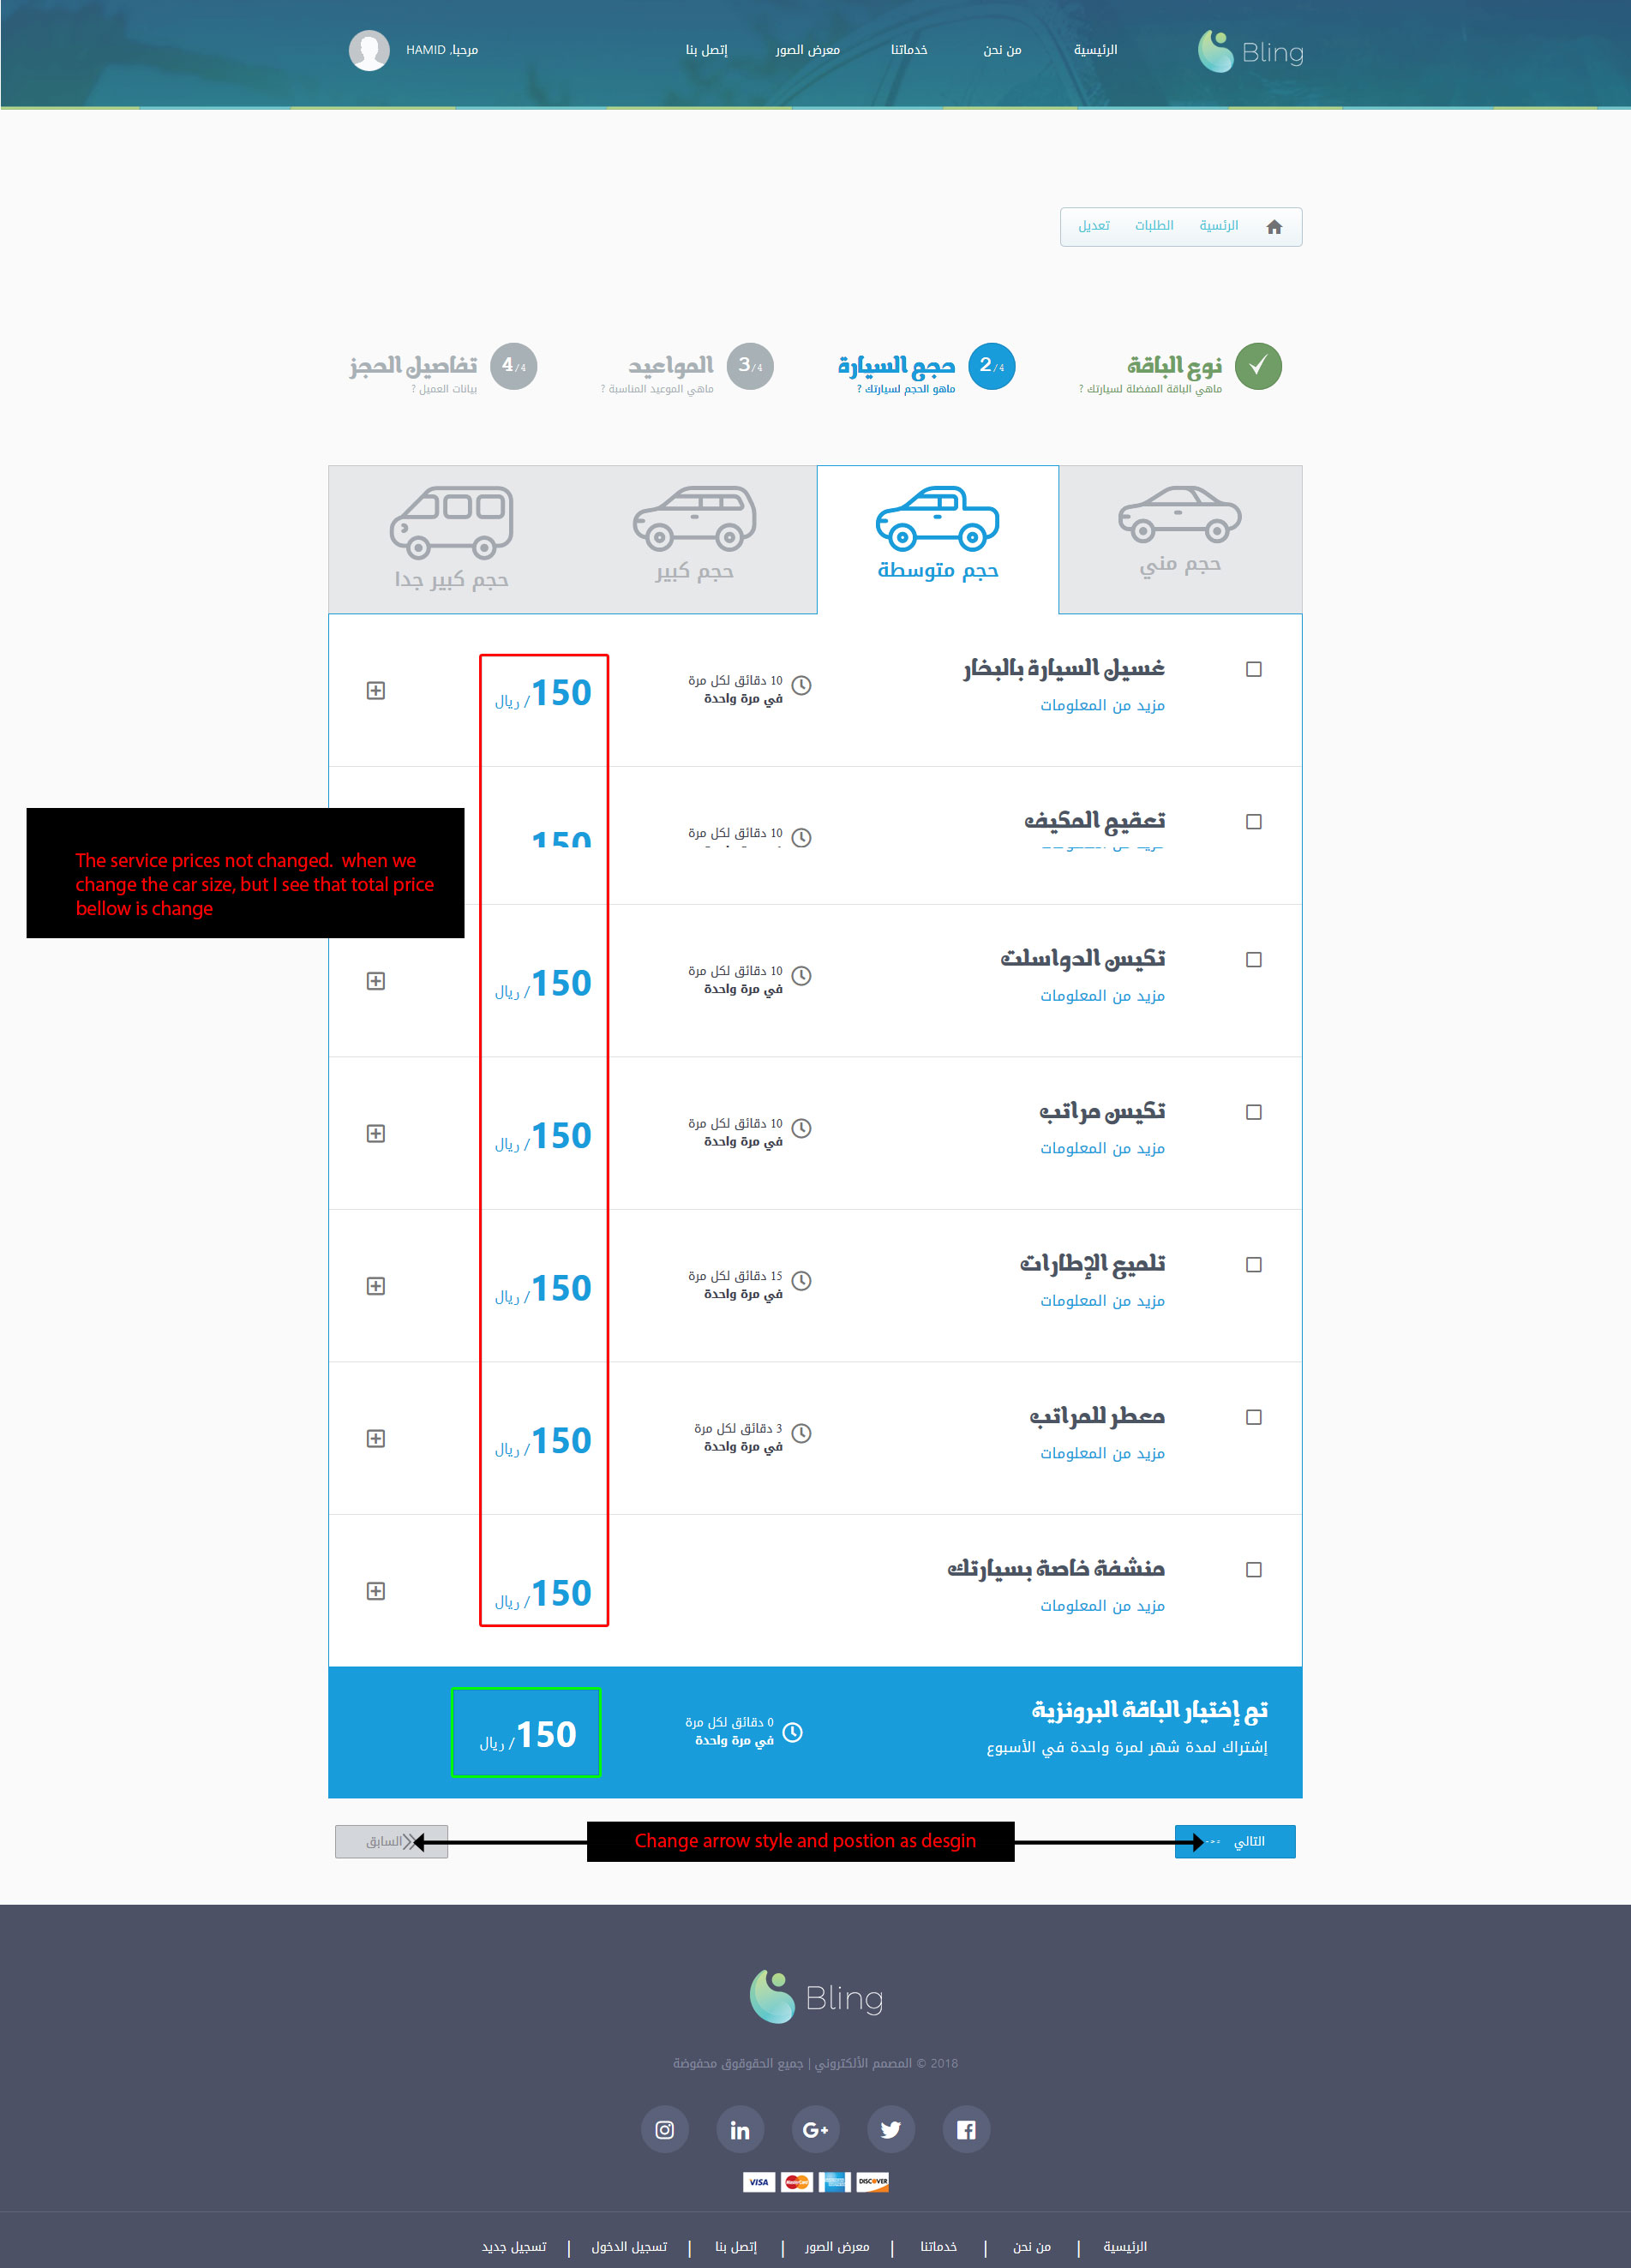 Bling
الرئيسية
من نحن
خدماتنا
معرض الصور
إتصل بنا
مرحبا, HAMID
الرئسية
الطلبات
تعديل
نوع الباقة
ماهي الباقة المفضلة لسيارتك ?
2/4
حجم السيارة
ماهو الحجم لسيارتك ?
3/4
المواعيد
ماهي الموعيد المناسبة ?
4/4
تفاصيل الحجز
بيانات العميل ?
حجم مني
حجم متوسطة
حجم كبير
حجم كبير جدا
غسيل السيارة بالبخار
مزيد من المعلومات
10 دقائق لكل مرة
في مرة واحدة
150/ ريال
تعقيم المكيف
10 دقائق لكل مرة
150
The service prices not changed. when we
change the car size, but I see that total price
bellow is change
تكيس الدواسلت
مزيد من المعلومات
10 دقائق لكل مرة
في مرة واحدة
150/ ريال
تكيس مراتب
مزيد من المعلومات
10 دقائق لكل مرة
في مرة واحدة
150/ ريال
تلميع الإطارات
مزيد من المعلومات
15 دقائق لكل مرة
في مرة واحدة
150/ ريال
معطر للمراتب
مزيد من المعلومات
3 دقائق لكل مرة
في مرة واحدة
150/ ريال
منشفة خاصة بسيارتك
مزيد من المعلومات
150/ ريال
تم إختيار الباقة البرونزية
إشتراك لمدة شهر لمرة واحدة في الأسبوع
0 دقائق لكل مرة
في مرة واحدة
150/ ريال
التالي
Change arrow style and postion as desgin
السابق
Bling
2018 © المصمم الألكتروني | جميع الحقوقوق محفوضة
VISA
MasterCard
DISCOVER
الرئيسية | من نحن | خدماتنا | معرض الصور | إتصل بنا | تسجيل الدخول | تسجيل جديد